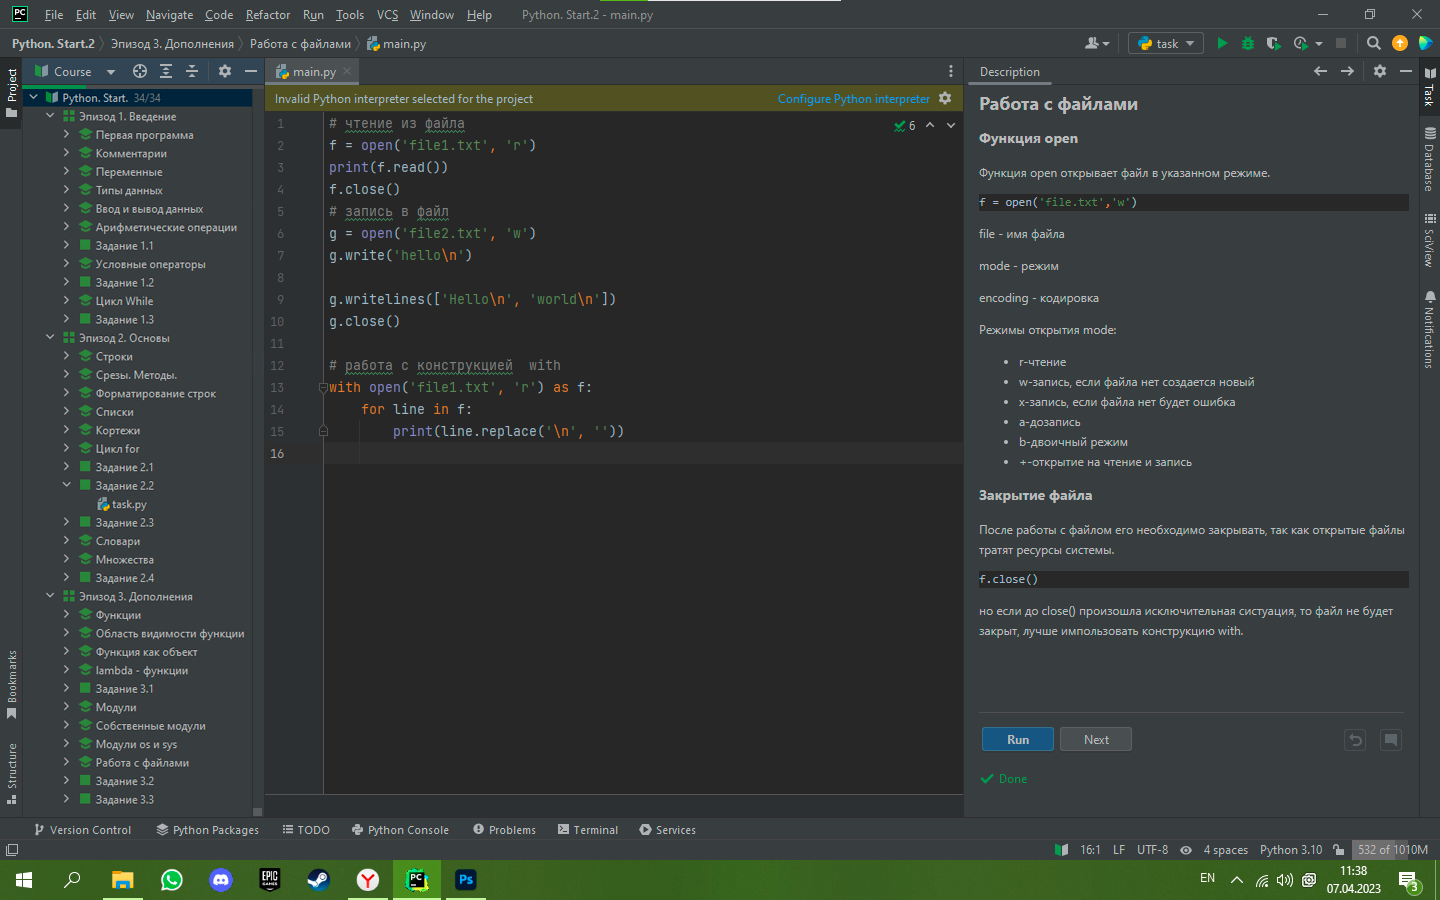 File Edit View Navigate Code Refactor Run Tools VCS Window Help Python. Start.2 - main.py
Python. Start.2 Эпизод 3. Дополнения Работа с файлами main.py task
Project
Course
Python. Start. 34/34
Эпизод 1. Введение
Первая программа
Комментарии
Переменные
Типы данных
Ввод и вывод данных
Арифметические операции
Задание 1.1
Условные операторы
Задание 1.2
Цикл While
Задание 1.3
Эпизод 2. Основы
Строки
Срезы. Методы.
Форматирование строк
Списки
Кортежи
Цикл for
Задание 2.1
Задание 2.2
task.py
Задание 2.3
Словари
Множества
Задание 2.4
Эпизод 3. Дополнения
Функции
Область видимости функции
Функция как объект
lambda - функции
Задание 3.1
Модули
Собственные модули
Модули os и sys
Работа с файлами
Задание 3.2
Задание 3.3
Bookmarks
Structure
main.py
Invalid Python interpreter selected for the project Configure Python interpreter
6
1 # чтение из файла
2 f = open('file1.txt', 'r')
3 print(f.read())
4 f.close()
5 # запись в файл
6 g = open('file2.txt', 'w')
7 g.write('hello\n')
8
9 g.writelines(['Hello\n', 'world\n'])
10 g.close()
11
12 # работа с конструкцией  with
13 with open('file1.txt', 'r') as f:
14     for line in f:
15         print(line.replace('\n', ''))
16
Description
Работа с файлами
Функция open
Функция open открывает файл в указанном режиме.
f = open('file.txt','w')
file - имя файла
mode - режим
encoding - кодировка
Режимы открытия mode:
r-чтение
w-запись, если файла нет создается новый
x-запись, если файла нет будет ошибка
a-дозапись
b-двоичный режим
+-открытие на чтение и запись
Закрытие файла
После работы с файлом его необходимо закрывать, так как открытые файлы
тратят ресурсы системы.
f.close()
но если до close() произошла исключительная систуация, то файл не будет
закрыт, лучше импользовать конструкцию with.
Run Next
Done
Task
Database
SciView
Notifications
Version Control Python Packages TODO Python Console Problems Terminal Services
16:1 LF UTF-8 4 spaces Python 3.10 532 of 1010M
EPIC GAMES PC Ps EN 11:38
07.04.2023 3